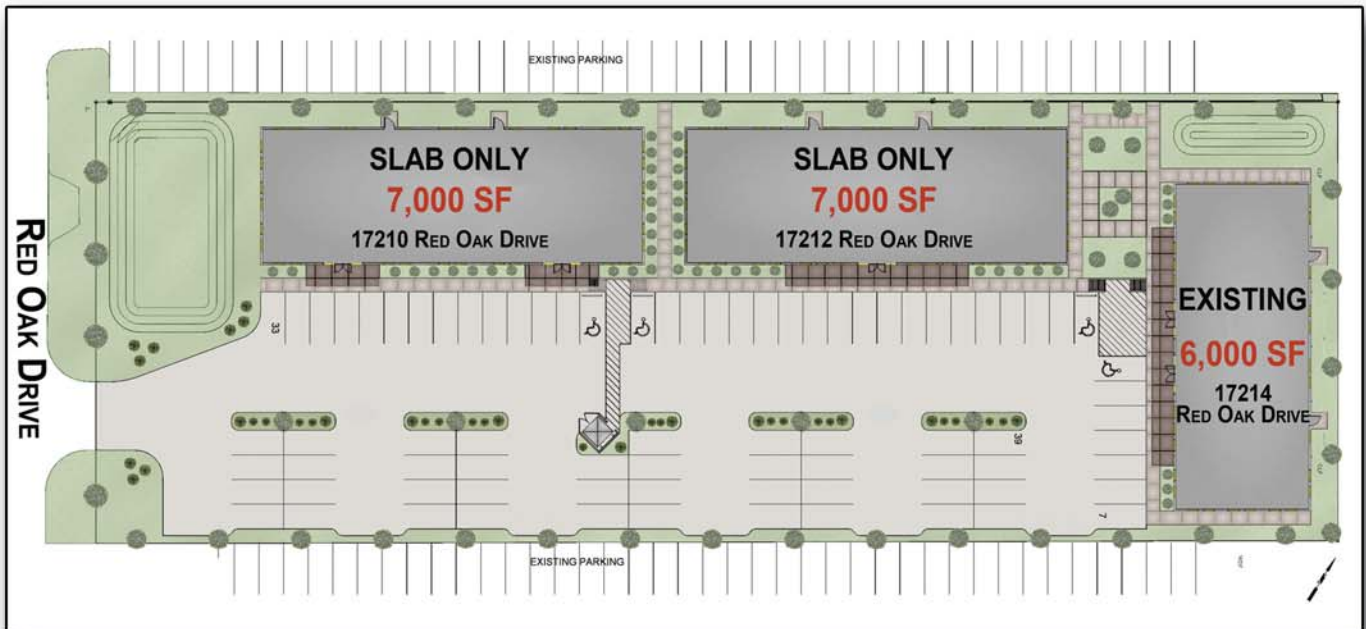 EXISTING PARKING
SLAB ONLY
7,000 SF
17210 RED OAK DRIVE
SLAB ONLY
7,000 SF
17212 RED OAK DRIVE
EXISTING
6,000 SF
17214
RED OAK DRIVE
RED OAK DRIVE
33
39
7
EXISTING PARKING